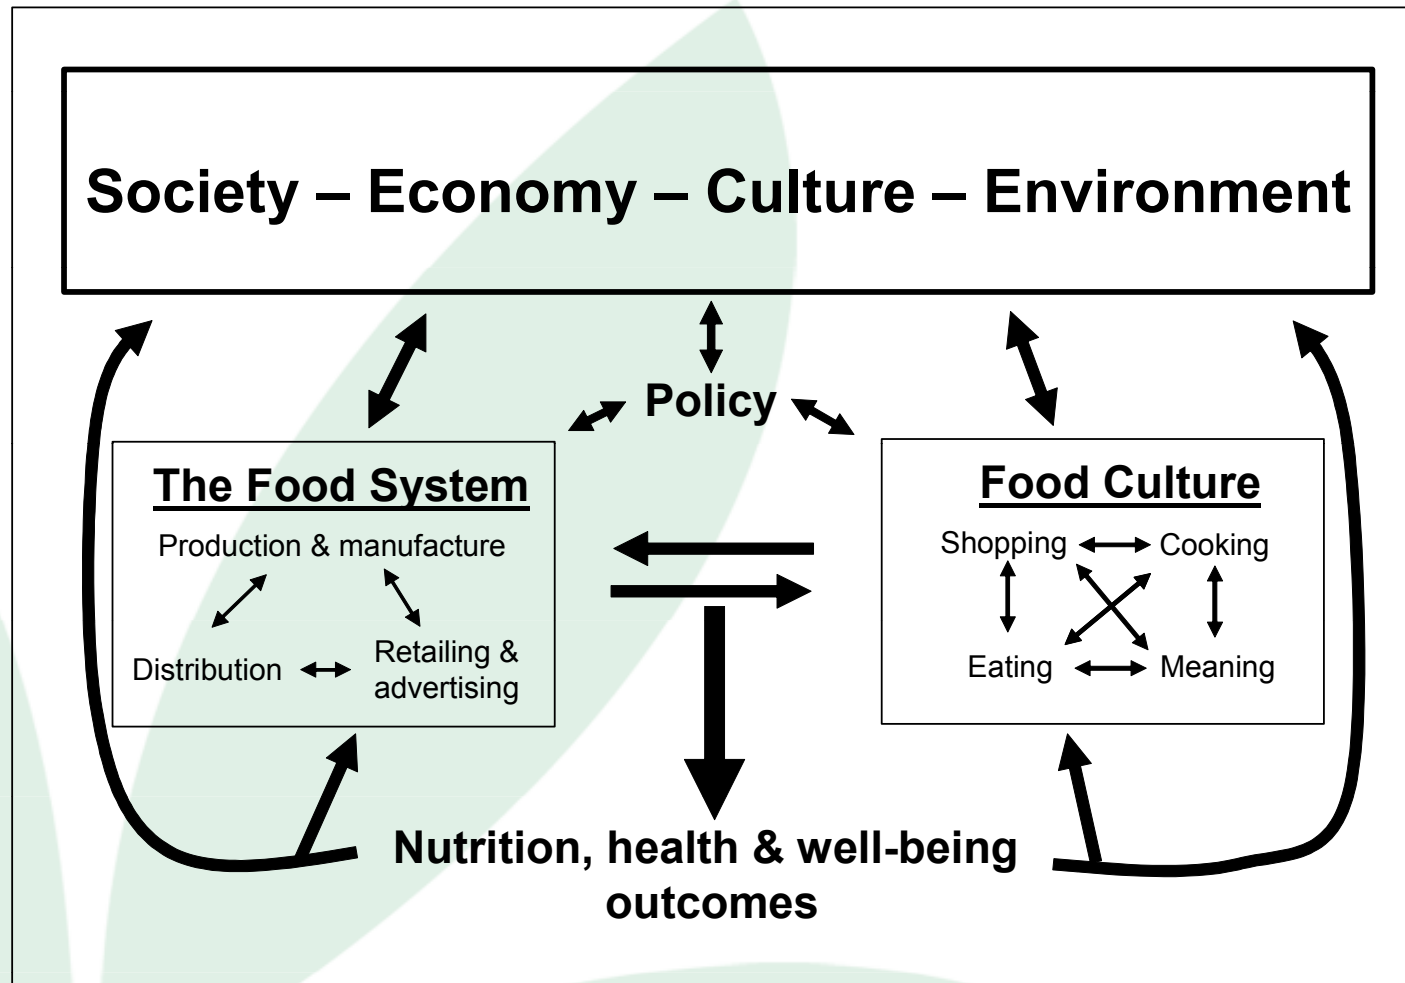 Society – Economy – Culture – Environment
Policy
The Food System
Production & manufacture
Distribution
Retailing &
advertising
Food Culture
Shopping
Cooking
Eating
Meaning
Nutrition, health & well-being
outcomes